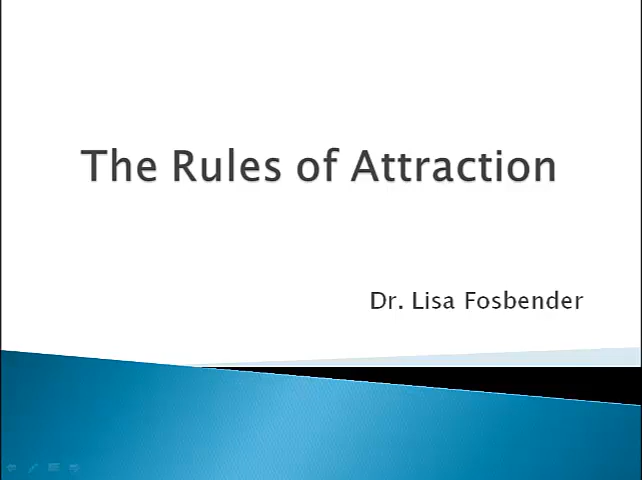 The Rules of Attraction
Dr. Lisa Fosbender